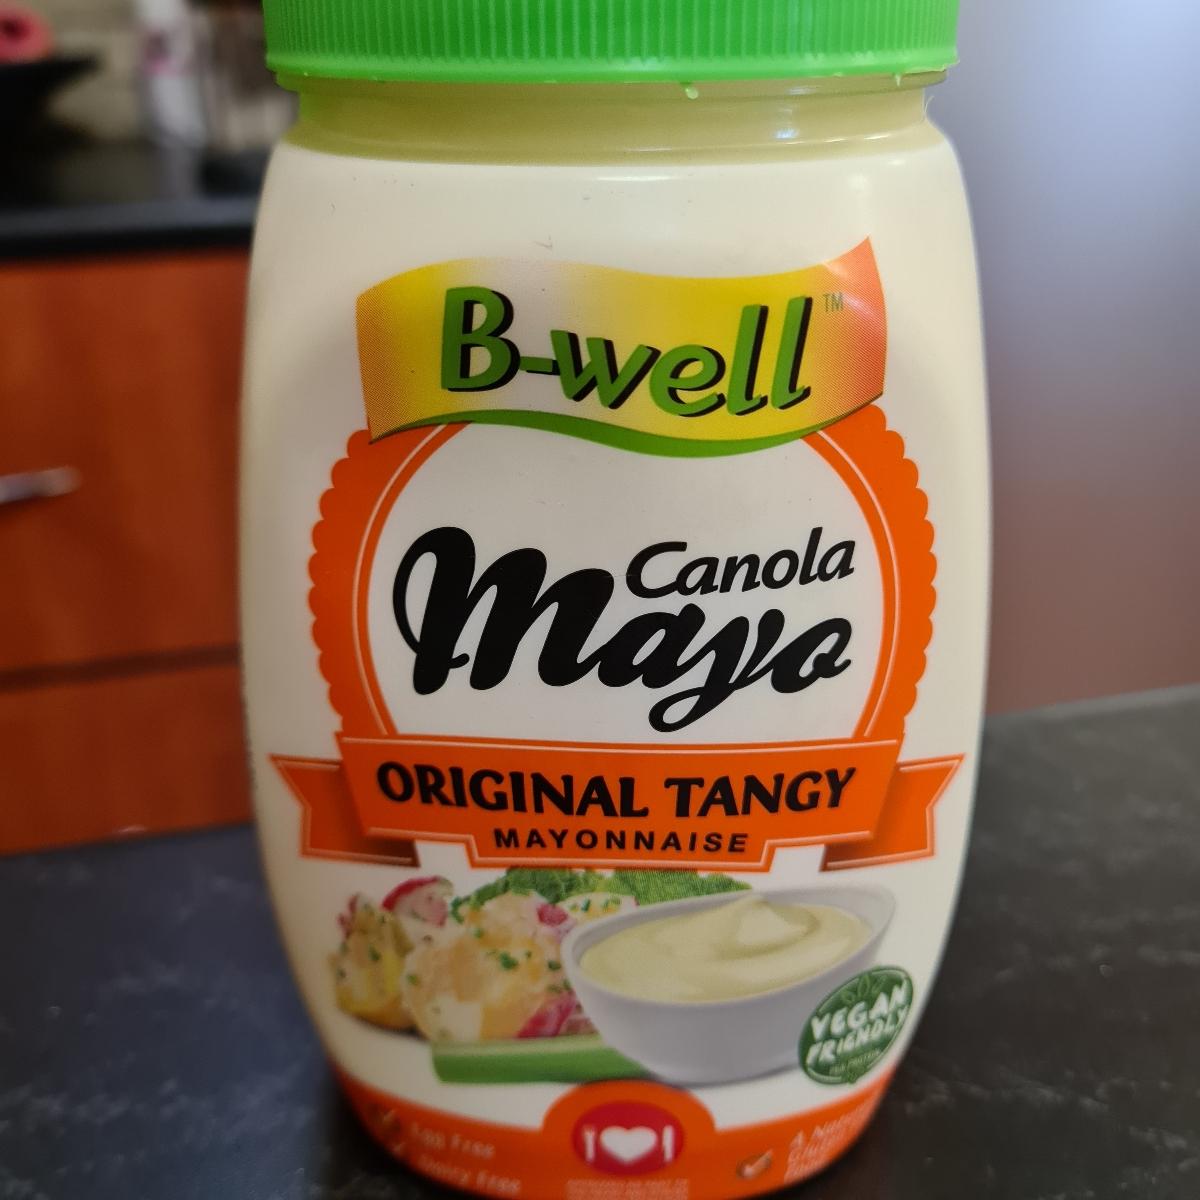 B-well™
Canola
Mayo
ORIGINAL TANGY
MAYONNAISE
VEGAN
FRIENDLY
Egg Free
Dairy Free